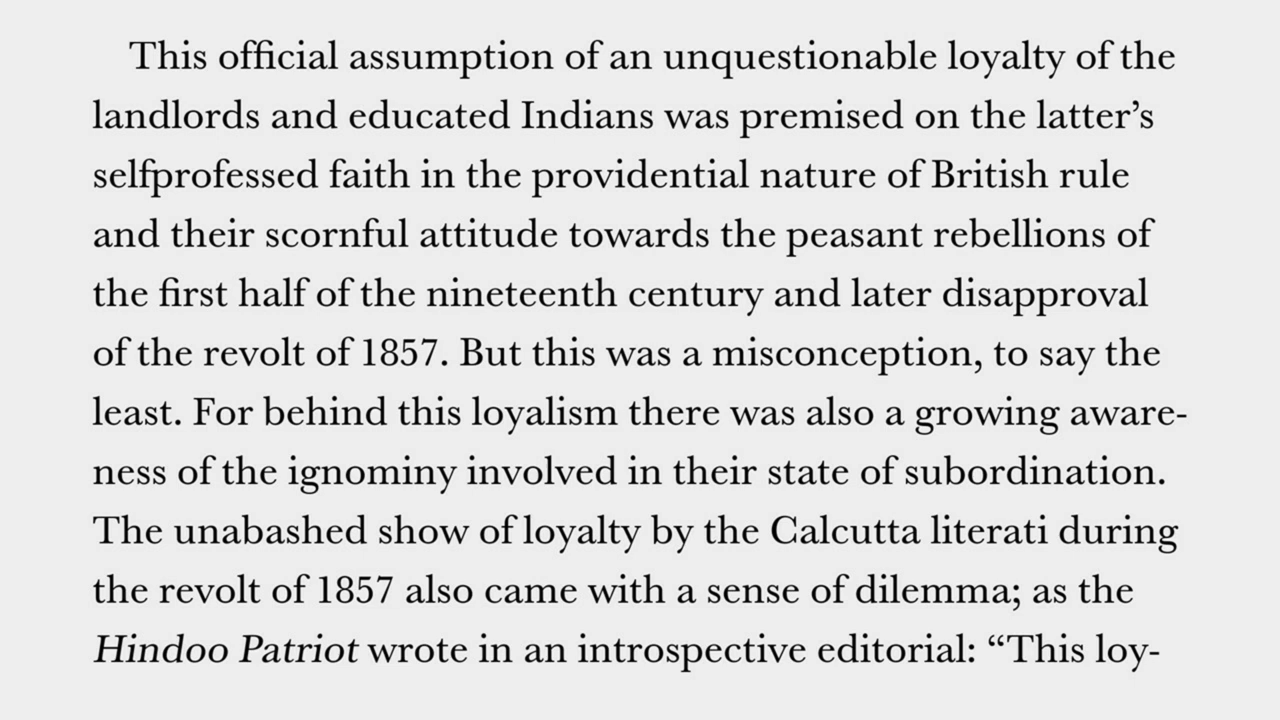 This official assumption of an unquestionable loyalty of the
landlords and educated Indians was premised on the latter’s
selfprofessed faith in the providential nature of British rule
and their scornful attitude towards the peasant rebellions of
the first half of the nineteenth century and later disapproval
of the revolt of 1857. But this was a misconception, to say the
least. For behind this loyalism there was also a growing aware-
ness of the ignominy involved in their state of subordination.
The unabashed show of loyalty by the Calcutta literati during
the revolt of 1857 also came with a sense of dilemma; as the
Hindoo Patriot wrote in an introspective editorial: “This loy-